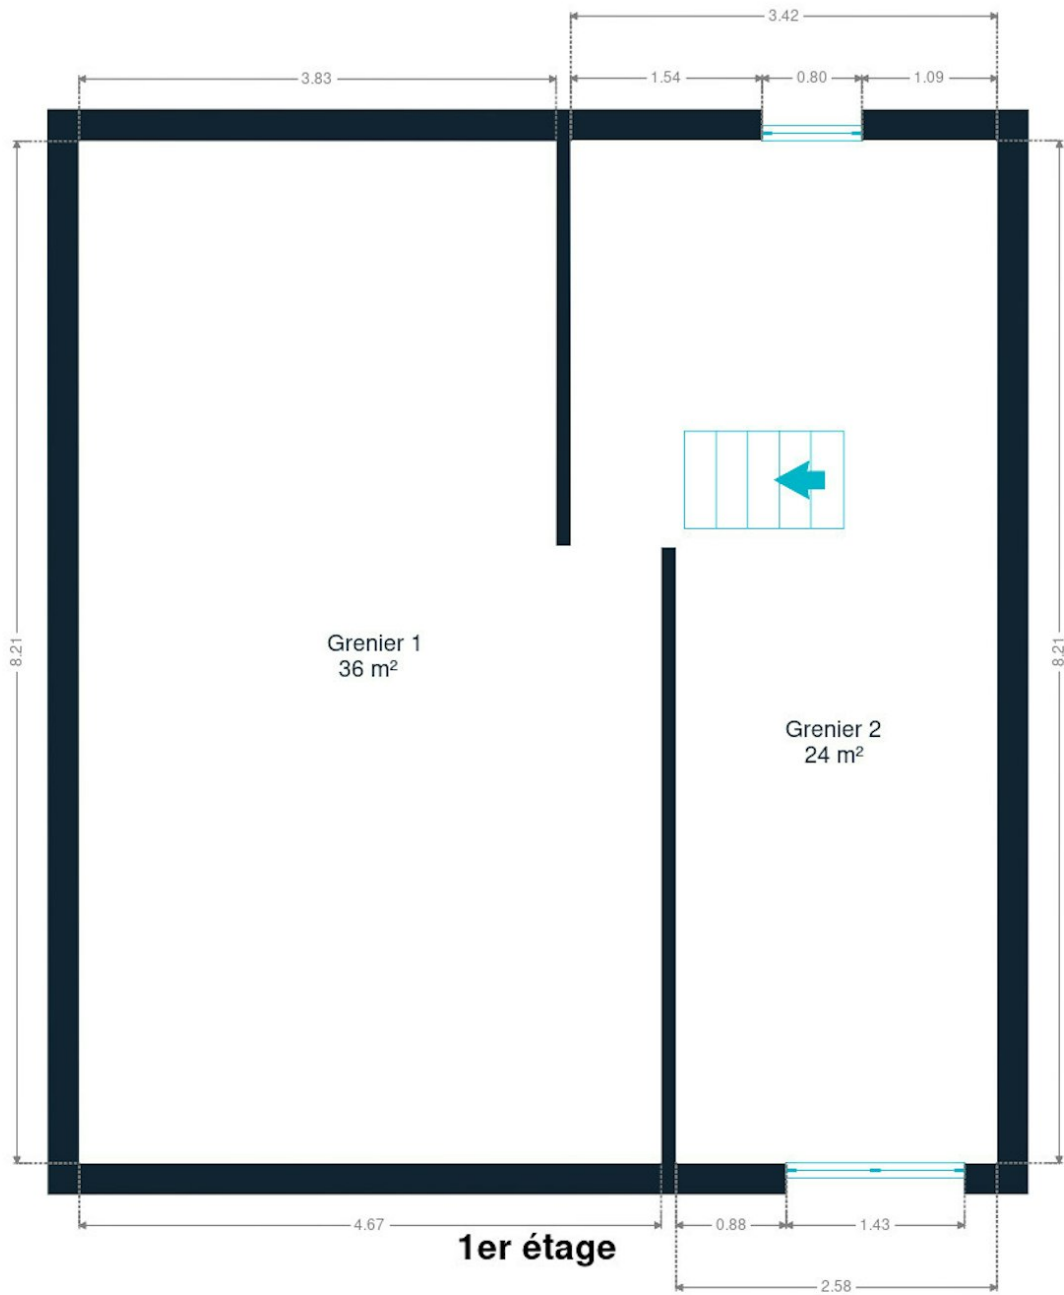 3.42
3.83
1.54
0.80
1.09
8.21
8.21
Grenier 1
36 m²
Grenier 2
24 m²
4.67
0.88
1.43
1er étage
2.58